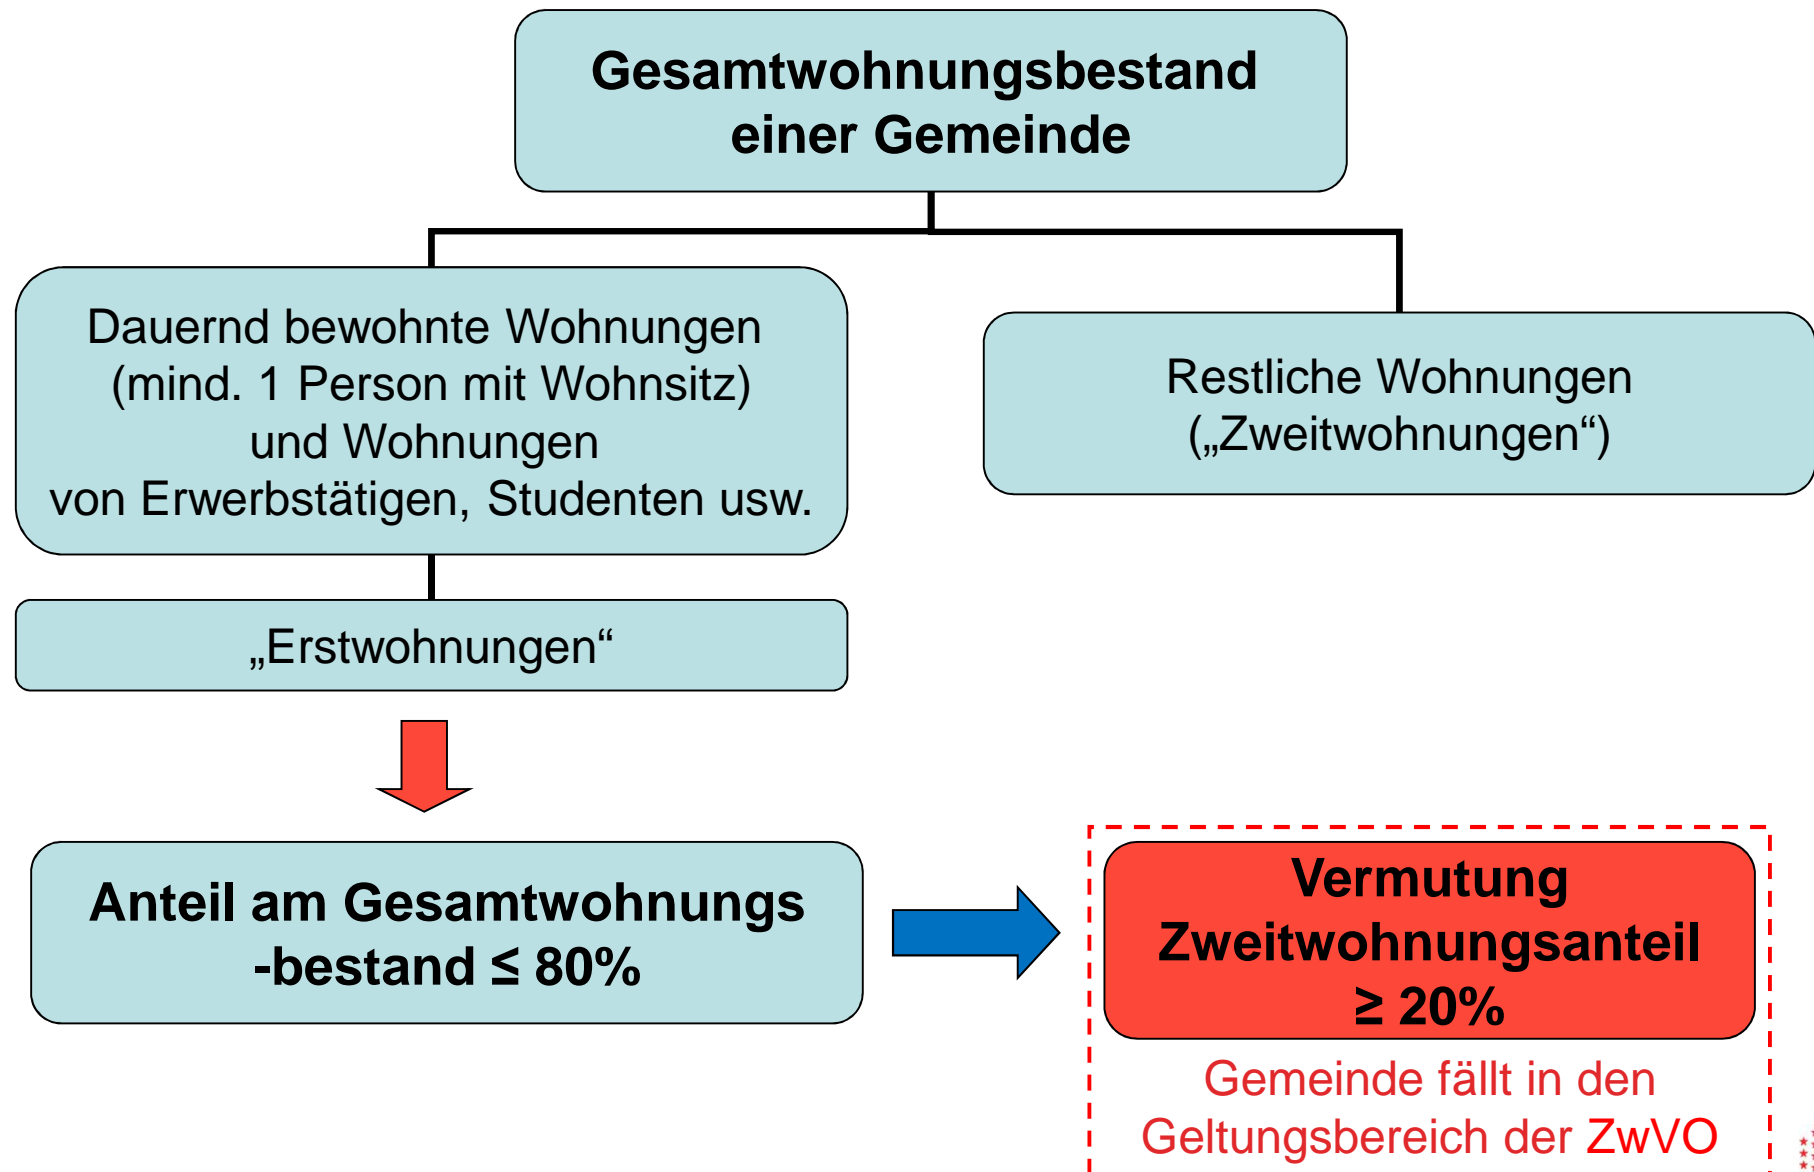 Gesamtwohnungsbestand
einer Gemeinde
Dauernd bewohnte Wohnungen
(mind. 1 Person mit Wohnsitz)
und Wohnungen
von Erwerbstätigen, Studenten usw.
Restliche Wohnungen
(„Zweitwohnungen“)
„Erstwohnungen“
Anteil am Gesamtwohnungs
-bestand ≤ 80%
Vermutung
Zweitwohnungsanteil
≥ 20%
Gemeinde fällt in den
Geltungsbereich der ZwVO